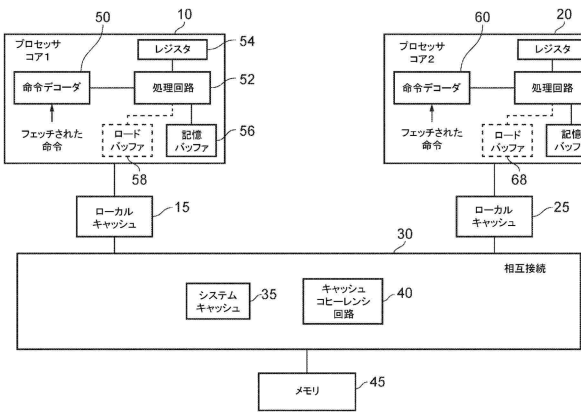 10
50
プロセッサ
コア1
レジスタ
54
命令デコーダ
処理回路
52
フェッチされた
命令
ロード
バッファ
58
記憶
バッファ
56
20
60
プロセッサ
コア2
レジスタ
命令デコーダ
処理回路
フェッチされた
命令
ロード
バッファ
68
記憶
バッファ
ローカル
キャッシュ
15
ローカル
キャッシュ
25
30
相互接続
システム
キャッシュ
35
キャッシュ
コヒーレンシ
回路
40
メモリ
45